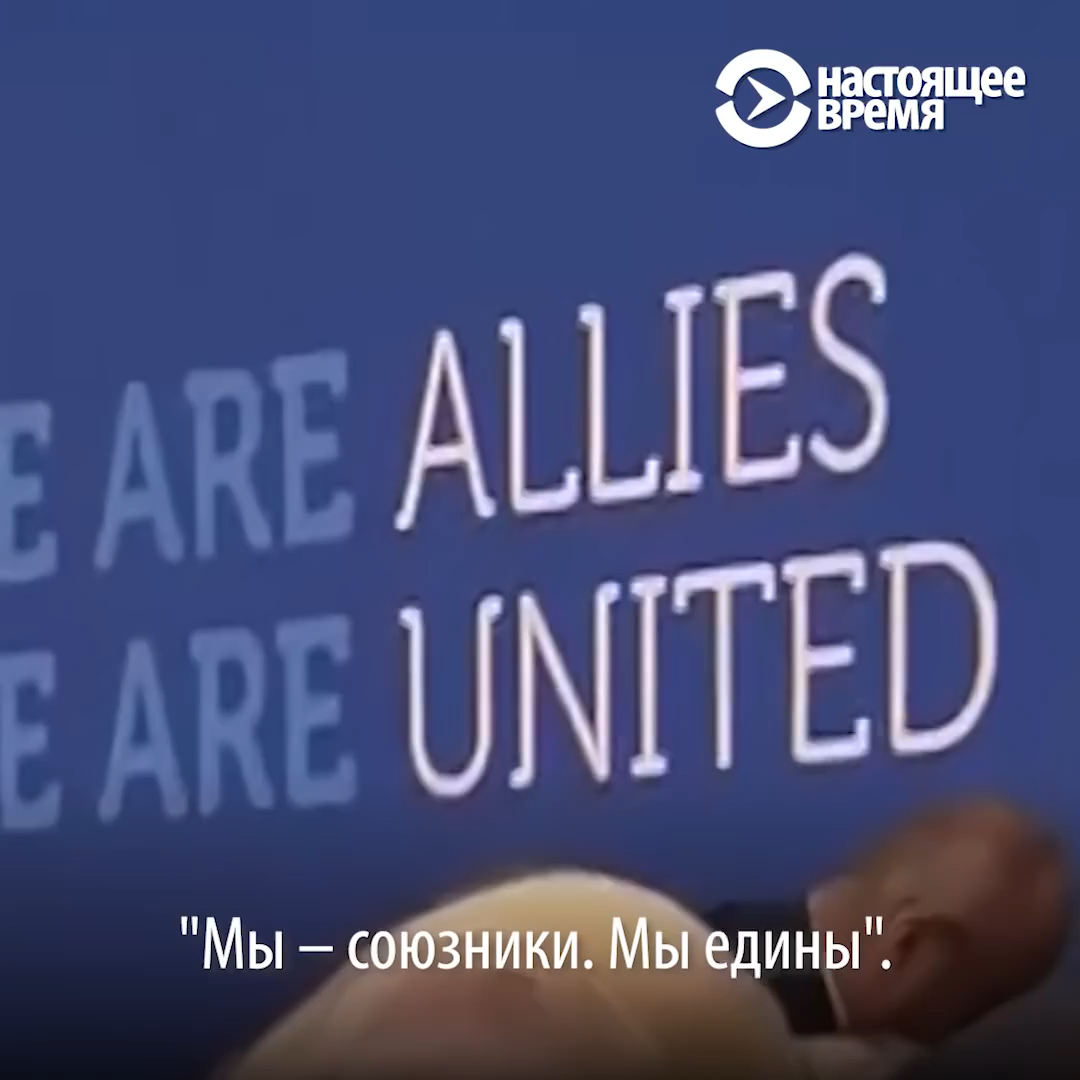 настоящее
время
E ARE ALLIES
E ARE UNITED
"Мы – союзники. Мы едины".